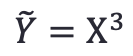 Ỹ = X³